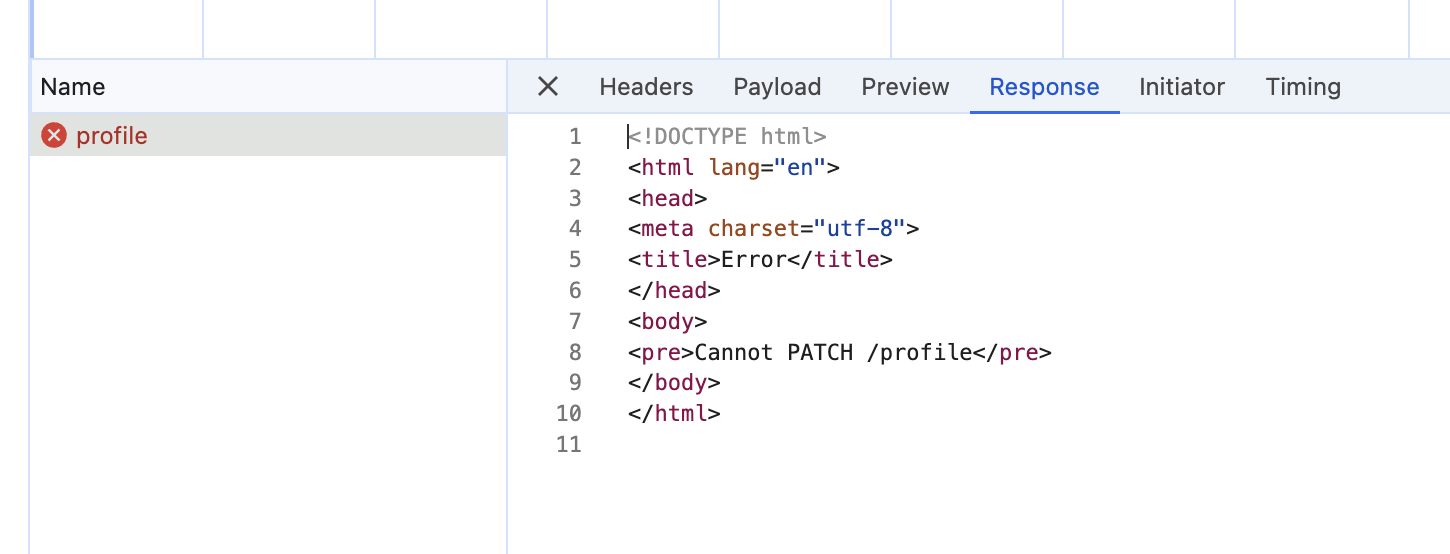 Name
Headers Payload Preview Response Initiator Timing
profile
1 <!DOCTYPE html>
2 <html lang="en">
3 <head>
4 <meta charset="utf-8">
5 <title>Error</title>
6 </head>
7 <body>
8 <pre>Cannot PATCH /profile</pre>
9 </body>
10 </html>
11